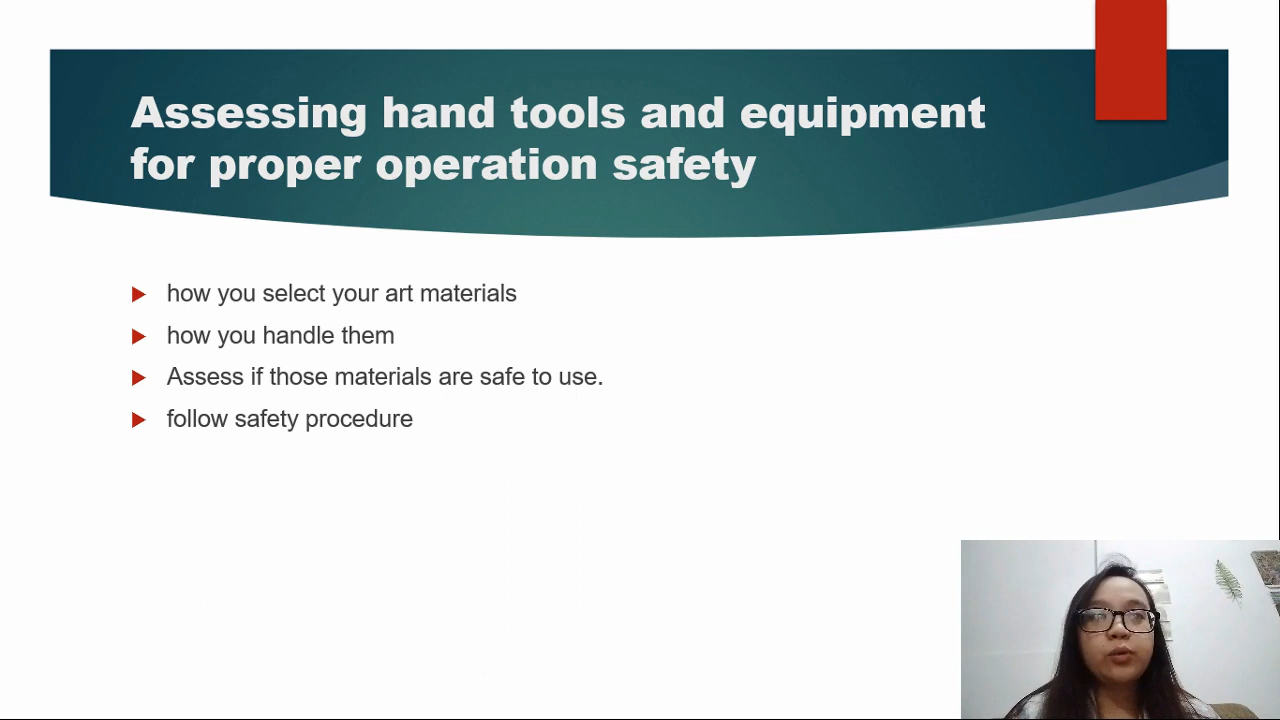 Assessing hand tools and equipment
for proper operation safety
how you select your art materials
how you handle them
Assess if those materials are safe to use.
follow safety procedure